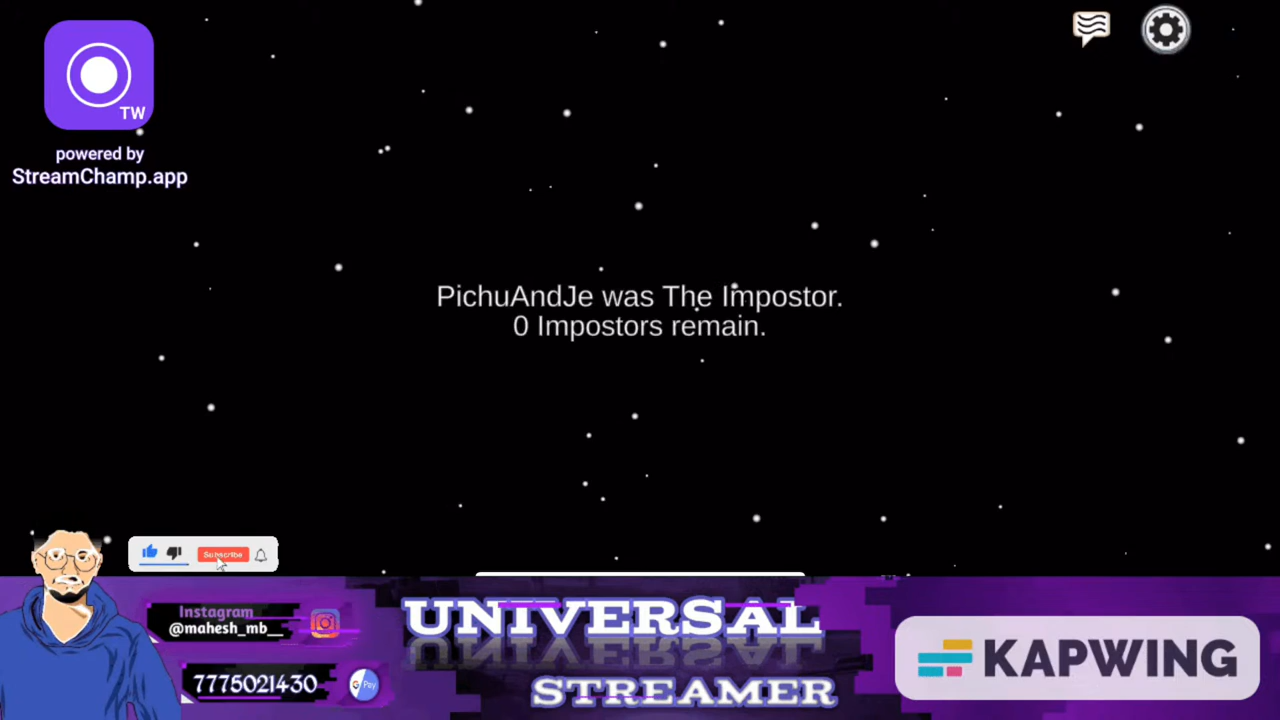 TW
powered by
StreamChamp.app
PichuAndJe was The Impostor.
0 Impostors remain.
Subscribe
Instagram
@mahesh_mb__
7775021430
G Pay
UNIVERSAL
STREAMER
KAPWING